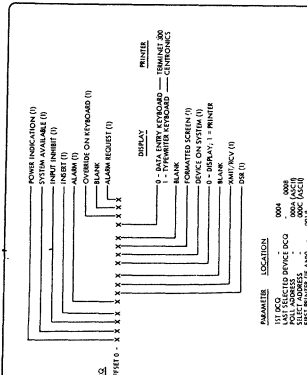 POWER INDICATION (1)
SYSTEM AVAILABLE (1)
INPUT INHIBIT (1)
INSERT (1)
ALARM (1)
OVERRIDE ON KEYBOARD (1)
BLANK
ALARM REQUEST (1)
DISPLAY PRINTER
0 - DATA ENTRY KEYBOARD — TERMINET 300
1 - TYPEWRITER KEYBOARD — CENTRONICS
BLANK
FORMATTED SCREEN (1)
DEVICE ON SYSTEM (1)
0 = DISPLAY, 1 = PRINTER
BLANK
XMIT/RCV (1)
DSR (1)
0 - X X X X X X X X X X X X X X X X
PARAMETER LOCATION
1ST DCQ - 0004
LAST SELECTED DEVICE DCQ - 0008
POLL ADDRESS - 000A (ASCII)
SELECT ADDRESS - 000C (ASCII)